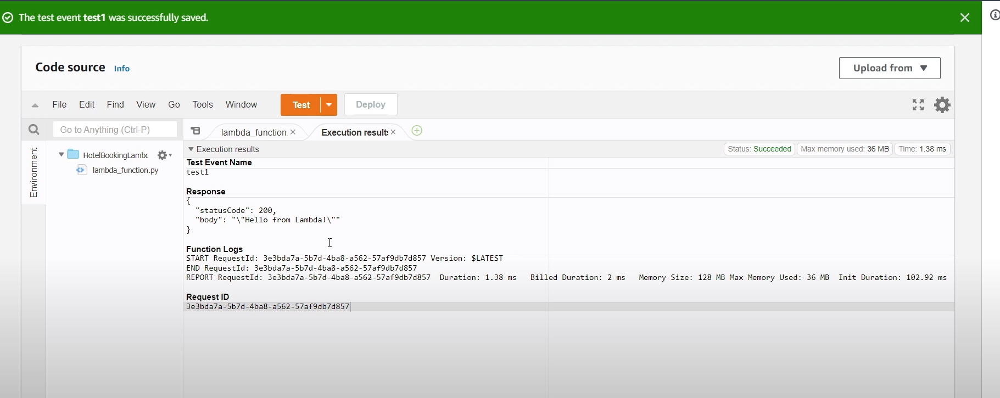 The test event test1 was successfully saved.
Code source Info
Upload from
File Edit Find View Go Tools Window Test Deploy
Go to Anything (Ctrl-P)
lambda_function
Execution results
Environment
HotelBookingLambc
lambda_function.py
Execution results
Status: Succeeded Max memory used: 36 MB Time: 1.38 ms
Test Event Name
test1
Response
{
"statusCode": 200,
"body": "\"Hello from Lambda!\""
}
Function Logs
START RequestId: 3e3bda7a-5b7d-4ba8-a562-57af9db7d857 Version: $LATEST
END RequestId: 3e3bda7a-5b7d-4ba8-a562-57af9db7d857
REPORT RequestId: 3e3bda7a-5b7d-4ba8-a562-57af9db7d857 Duration: 1.38 ms Billed Duration: 2 ms Memory Size: 128 MB Max Memory Used: 36 MB Init Duration: 102.92 ms
Request ID
3e3bda7a-5b7d-4ba8-a562-57af9db7d857